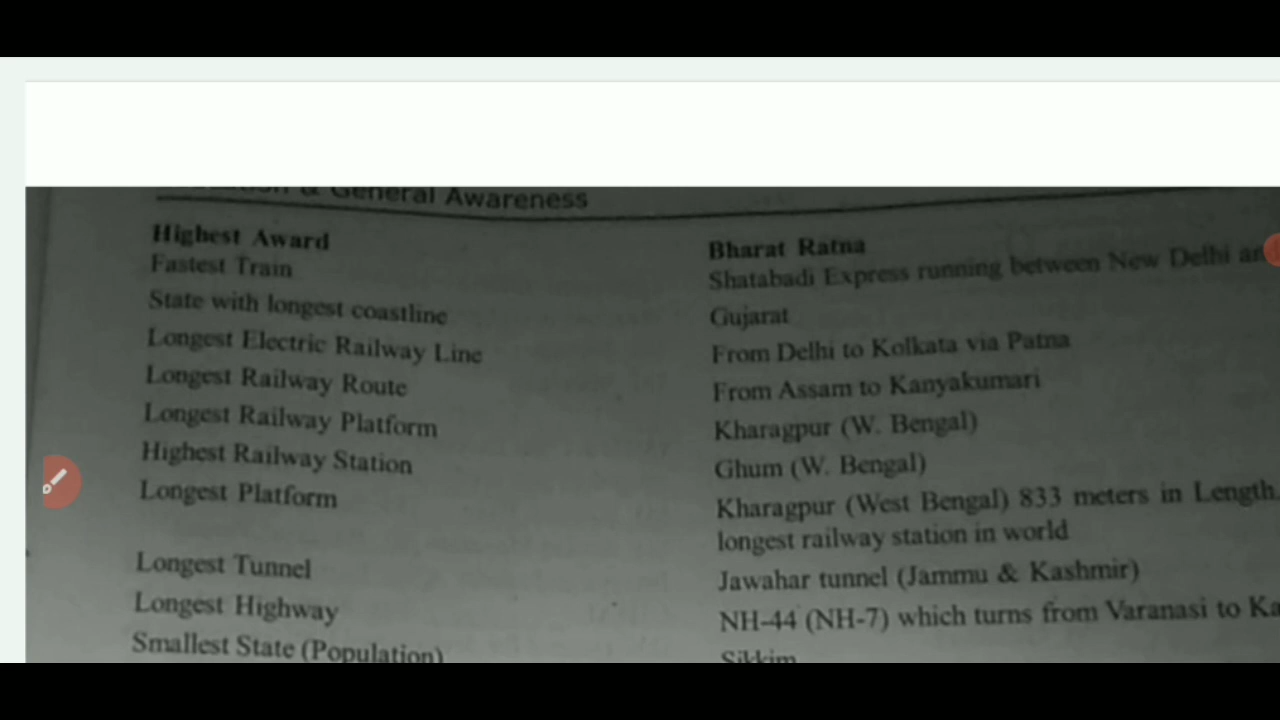 & General Awareness
Highest Award Bharat Ratna
Fastest Train Shatabadi Express running between New Delhi
State with longest coastline Gujarat
Longest Electric Railway Line From Delhi to Kolkata via Patna
Longest Railway Route From Assam to Kanyakumari
Longest Railway Platform Kharagpur (W. Bengal)
Highest Railway Station Ghum (W. Bengal)
Longest Platform Kharagpur (West Bengal) 833 meters in Length,
longest railway station in world
Longest Tunnel Jawahar tunnel (Jammu & Kashmir)
Longest Highway NH-44 (NH-7) which turns from Varanasi to
Smallest State (Population) Sikkim